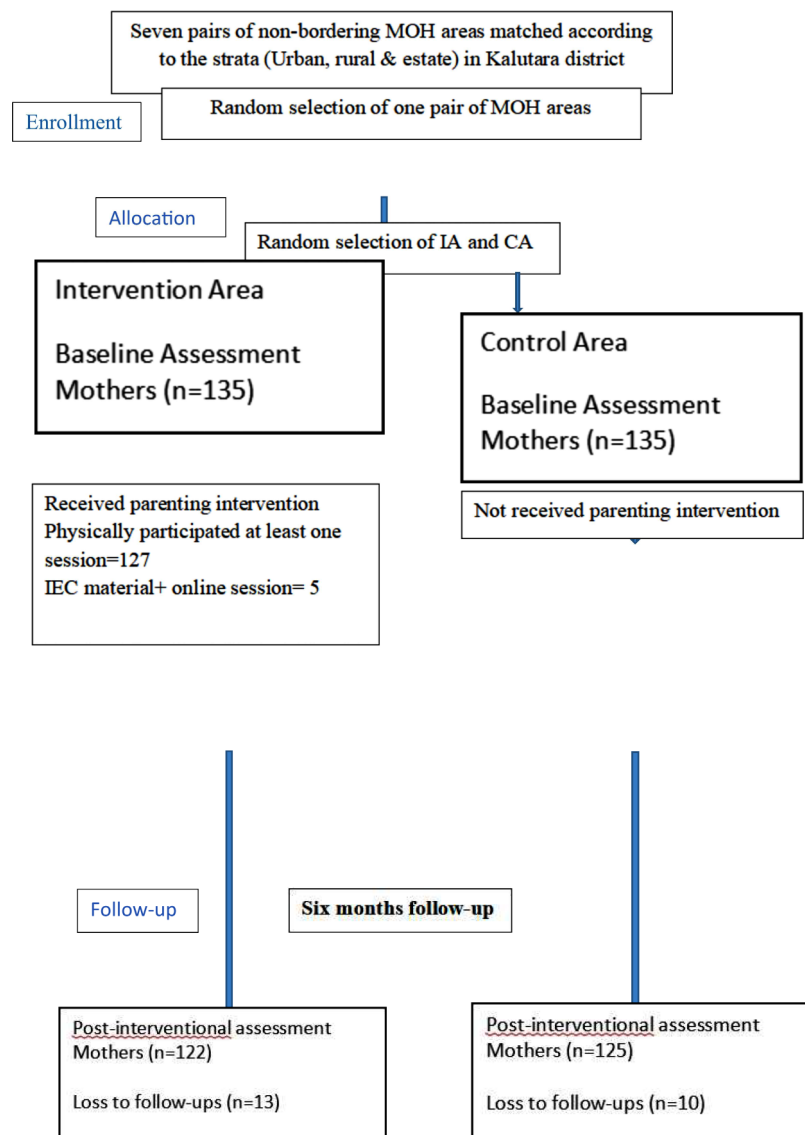 Seven pairs of non-bordering MOH areas matched according
to the strata (Urban, rural & estate) in Kalutara district
Random selection of one pair of MOH areas
Enrollment
Allocation
Random selection of IA and CA
Intervention Area
Baseline Assessment
Mothers (n=135)
Control Area
Baseline Assessment
Mothers (n=135)
Received parenting intervention
Physically participated at least one
session=127
IEC material+ online session= 5
Not received parenting intervention
Follow-up
Six months follow-up
Post-interventional assessment
Mothers (n=122)
Loss to follow-ups (n=13)
Post-interventional assessment
Mothers (n=125)
Loss to follow-ups (n=10)